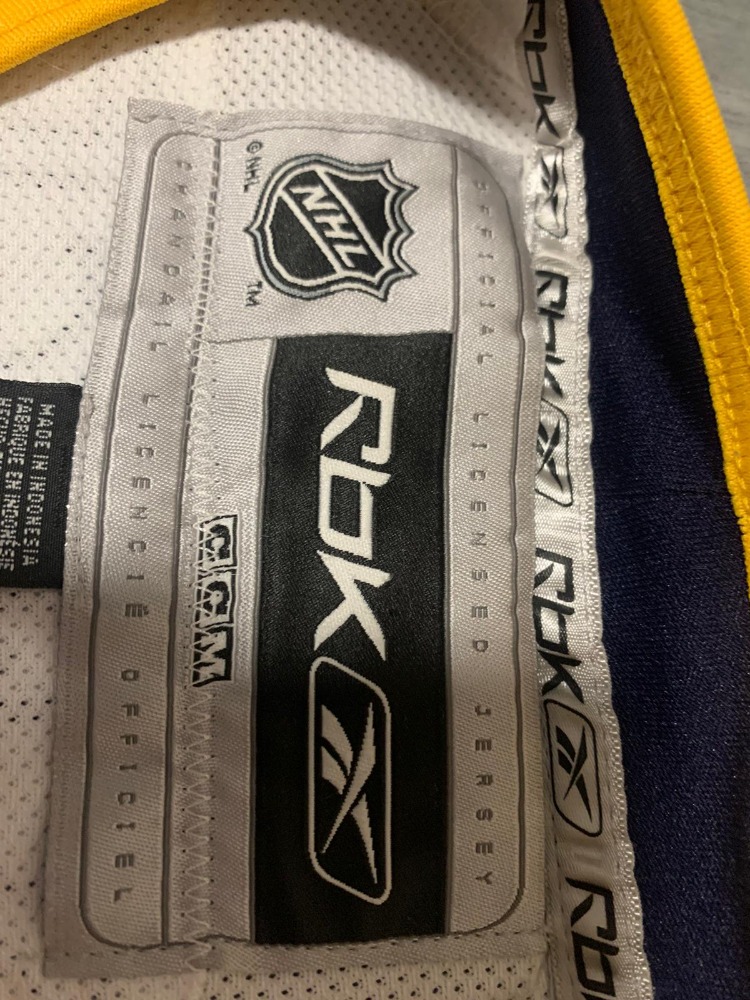 © NHL
NHL
TM
OFFICIAL LICENSED JERSEY
Rbk
CCM
CHANDAIL LICENCIÉ OFFICIEL
MADE IN INDONESIA
FABRIQUÉ EN INDONÉSIE
Rbk
Rbk
Rbk
Rbk